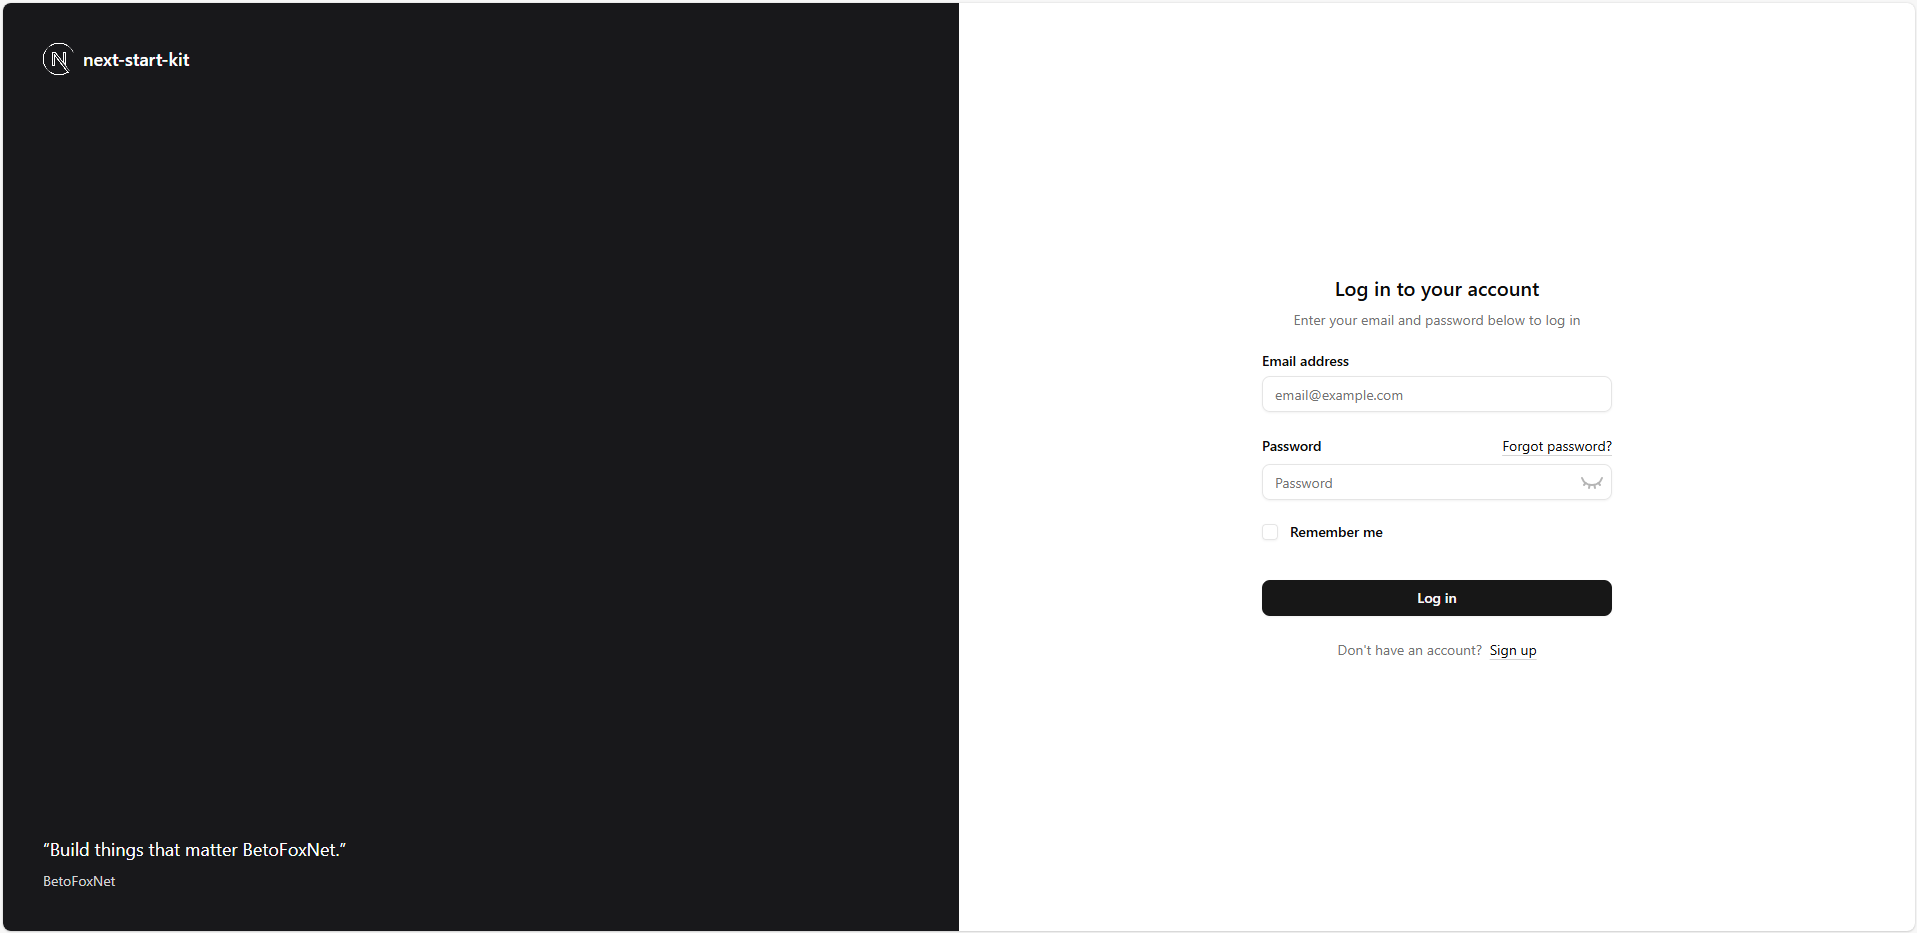 next-start-kit
“Build things that matter BetoFoxNet.”
BetoFoxNet
Log in to your account
Enter your email and password below to log in
Email address
email@example.com
Password Forgot password?
Password
Remember me
Log in
Don't have an account? Sign up